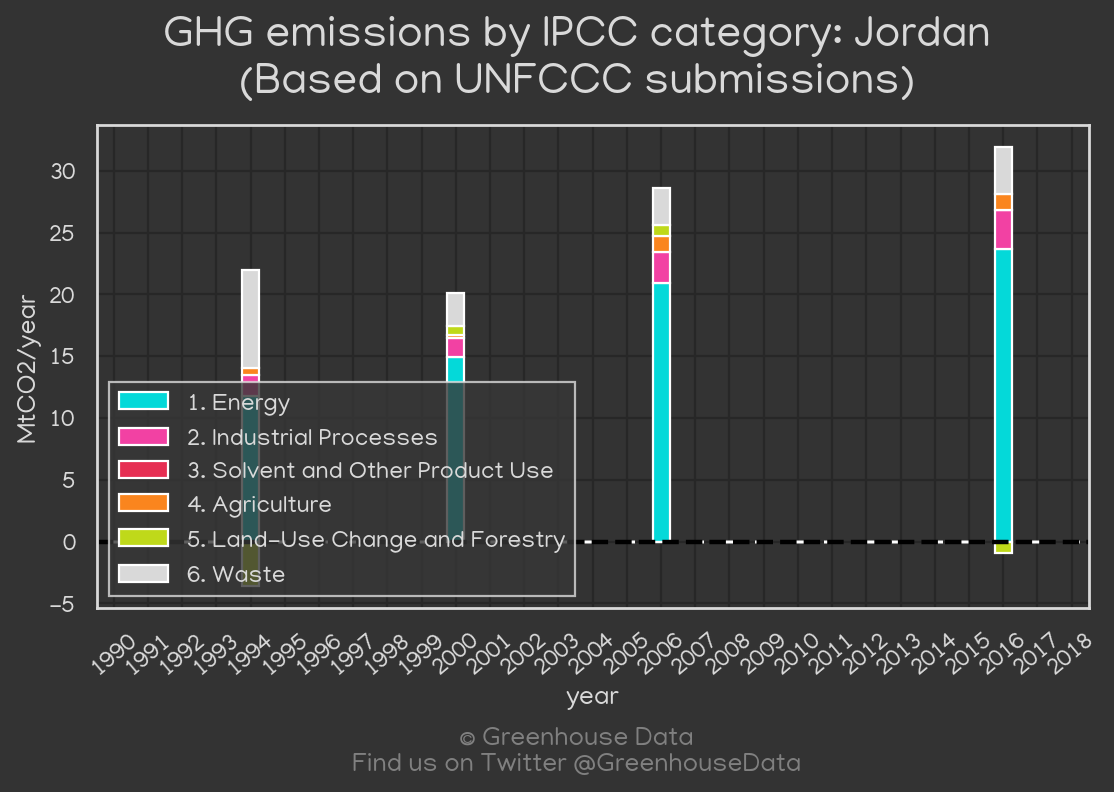 GHG emissions by IPCC category: Jordan
(Based on UNFCCC submissions)
MtCO2/year
30
25
20
15
10
5
0
-5
1. Energy
2. Industrial Processes
3. Solvent and Other Product Use
4. Agriculture
5. Land-Use Change and Forestry
6. Waste
1990 1991 1992 1993 1994 1995 1996 1997 1998 1999 2000 2001 2002 2003 2004 2005 2006 2007 2008 2009 2010 2011 2012 2013 2014 2015 2016 2017 2018
year
© Greenhouse Data
Find us on Twitter @GreenhouseData